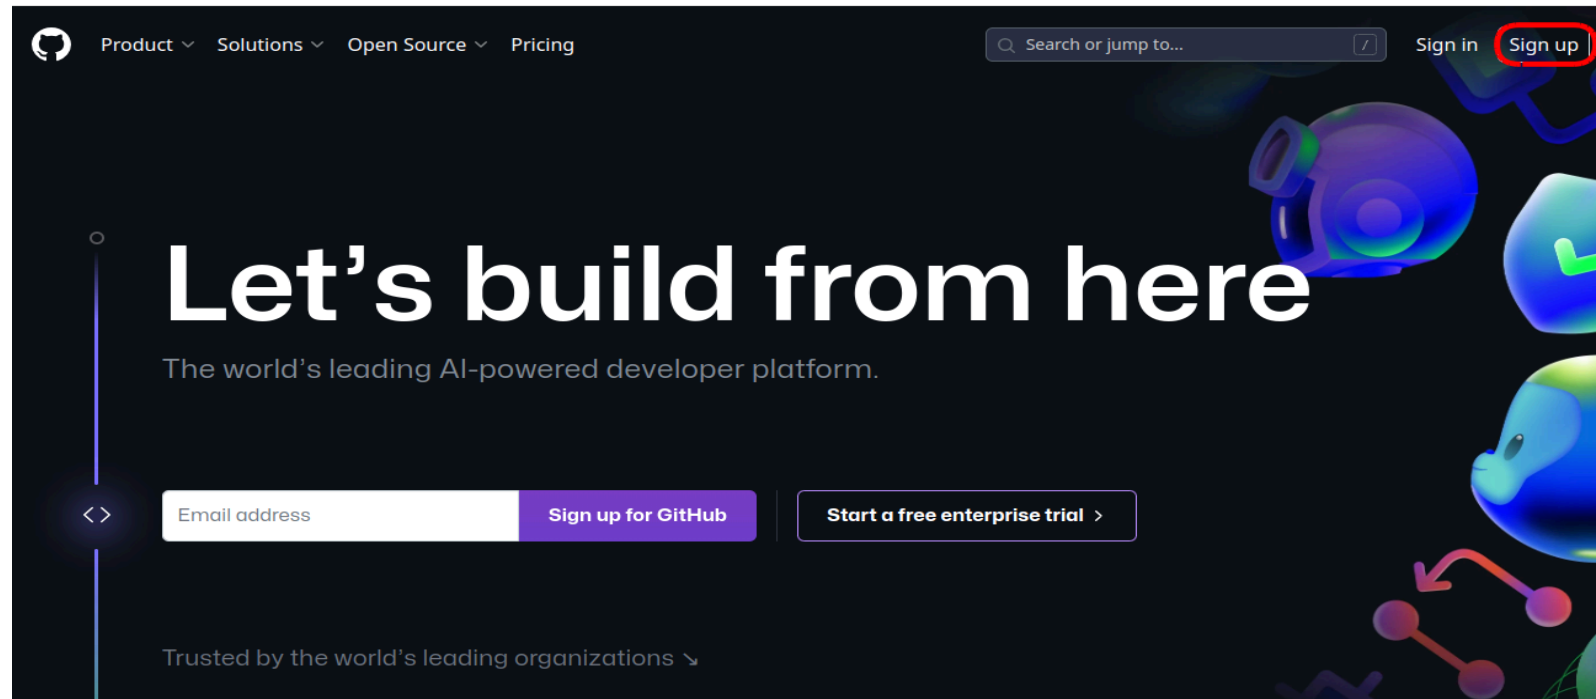 Product Solutions Open Source Pricing Search or jump to... / Sign in Sign up
Let's build from here
The world's leading AI-powered developer platform.
Email address Sign up for GitHub Start a free enterprise trial >
Trusted by the world's leading organizations ↘